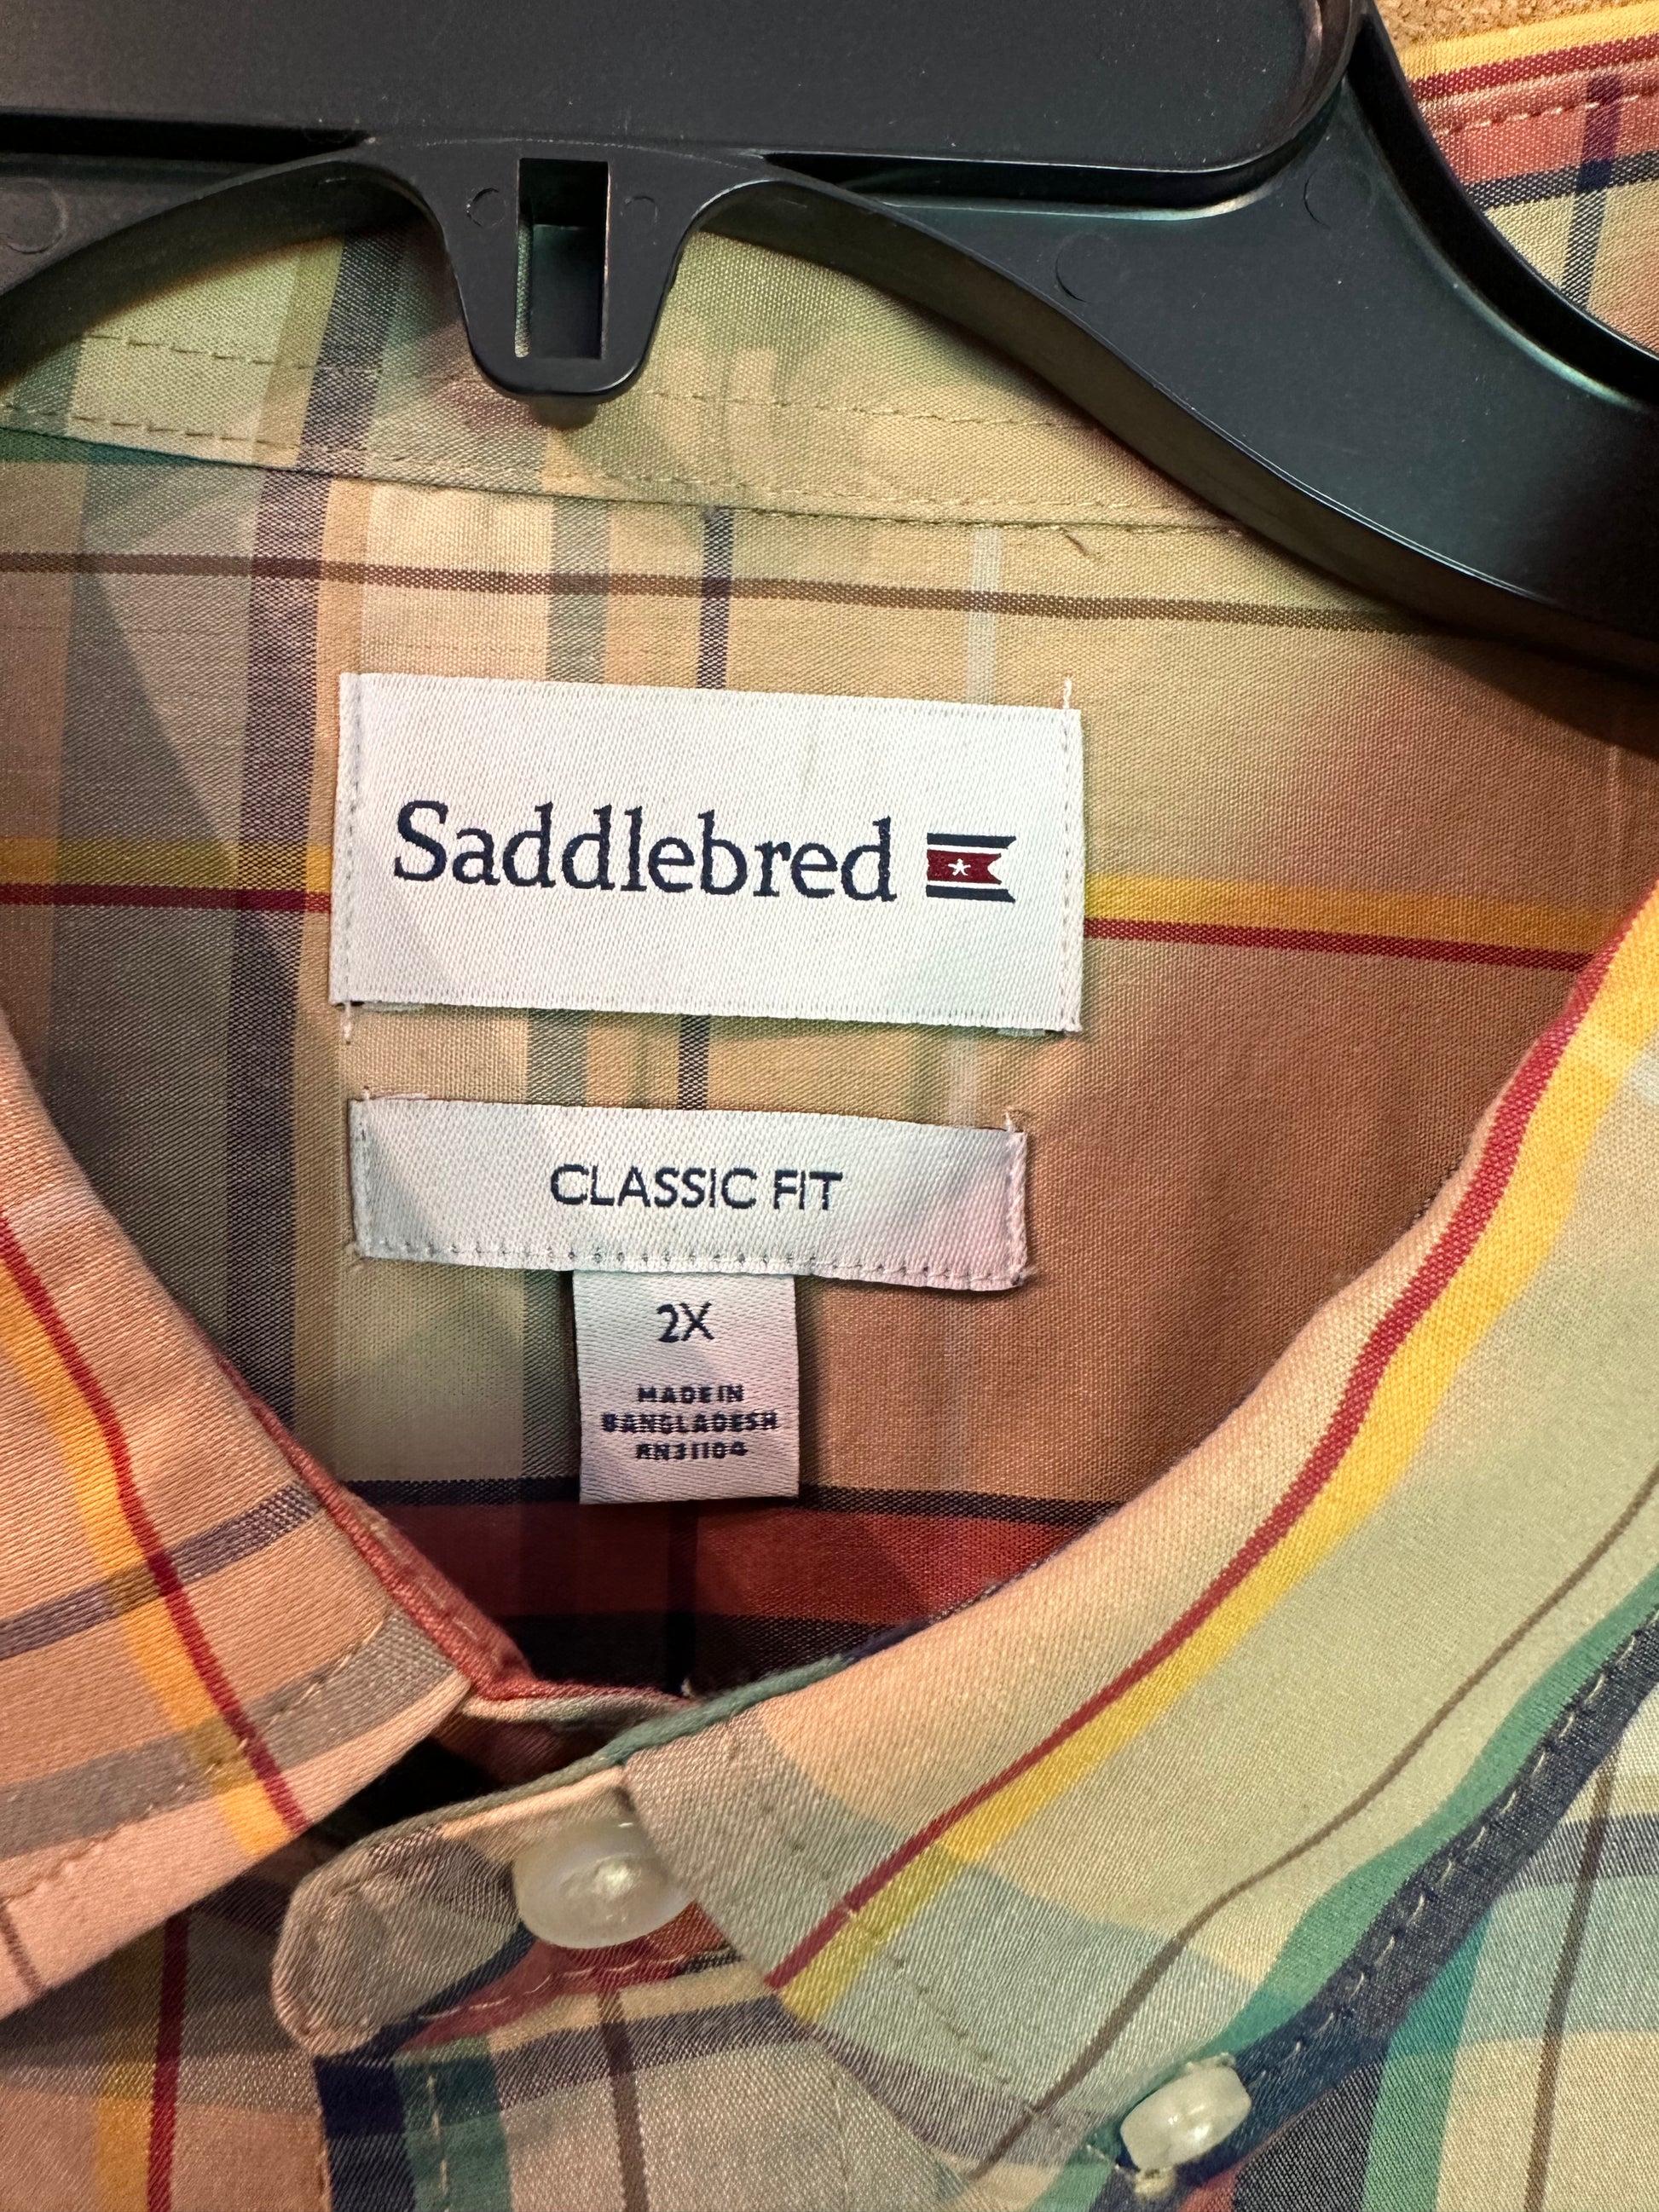 Saddlebred
CLASSIC FIT
2X
MADE IN
BANGLADESH
RN31104